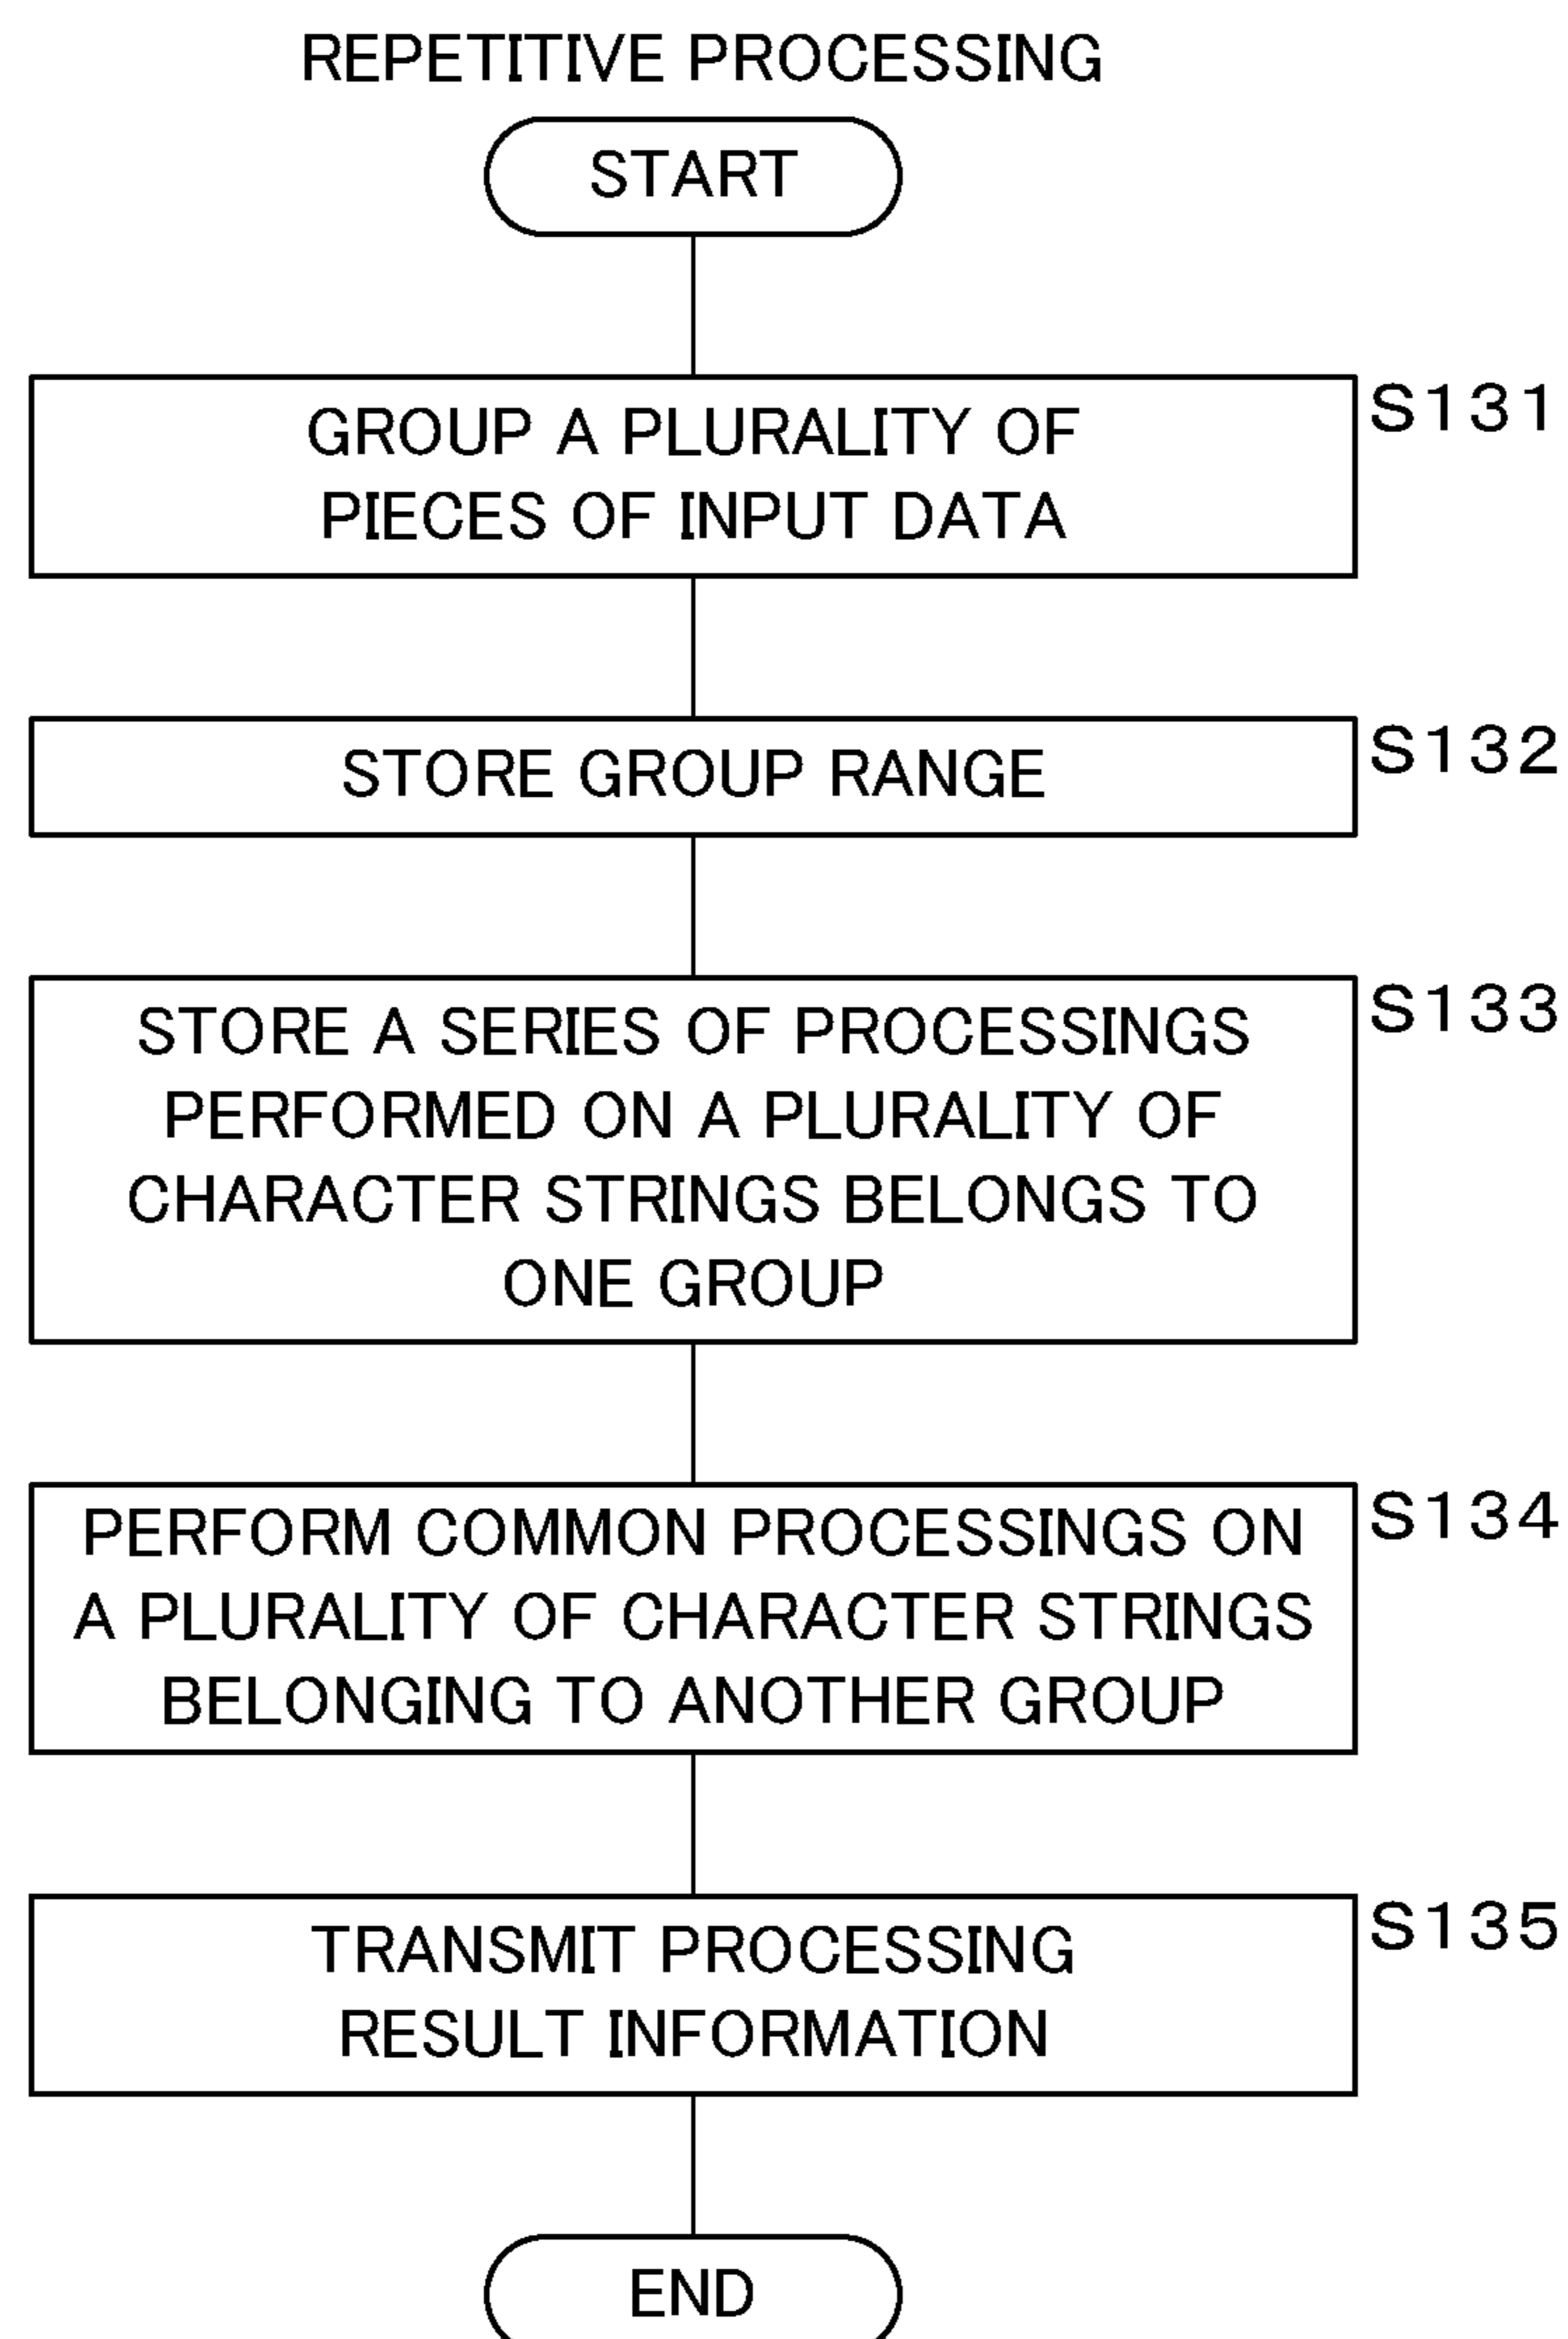 REPETITIVE PROCESSING
START
GROUP A PLURALITY OF
PIECES OF INPUT DATA
S131
STORE GROUP RANGE
S132
STORE A SERIES OF PROCESSINGS
PERFORMED ON A PLURALITY OF
CHARACTER STRINGS BELONGS TO
ONE GROUP
S133
PERFORM COMMON PROCESSINGS ON
A PLURALITY OF CHARACTER STRINGS
BELONGING TO ANOTHER GROUP
S134
TRANSMIT PROCESSING
RESULT INFORMATION
S135
END